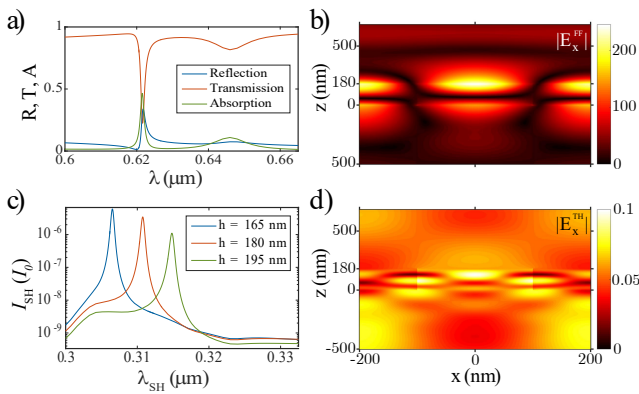 a)
R, T, A
1
0.5
0
Reflection
Transmission
Absorption
0.6
0.62
0.64
0.66
λ (μm)
b)
z (nm)
500
180
0
-500
|E_x^FF|
200
100
0
c)
I_SH (I_0)
10^-6
10^-7
10^-8
10^-9
h = 165 nm
h = 180 nm
h = 195 nm
0.3
0.31
0.32
0.33
λ_SH (μm)
d)
z (nm)
500
180
0
-500
|E_x^TH|
-200
-100
0
100
200
x (nm)
0.1
0.05
0